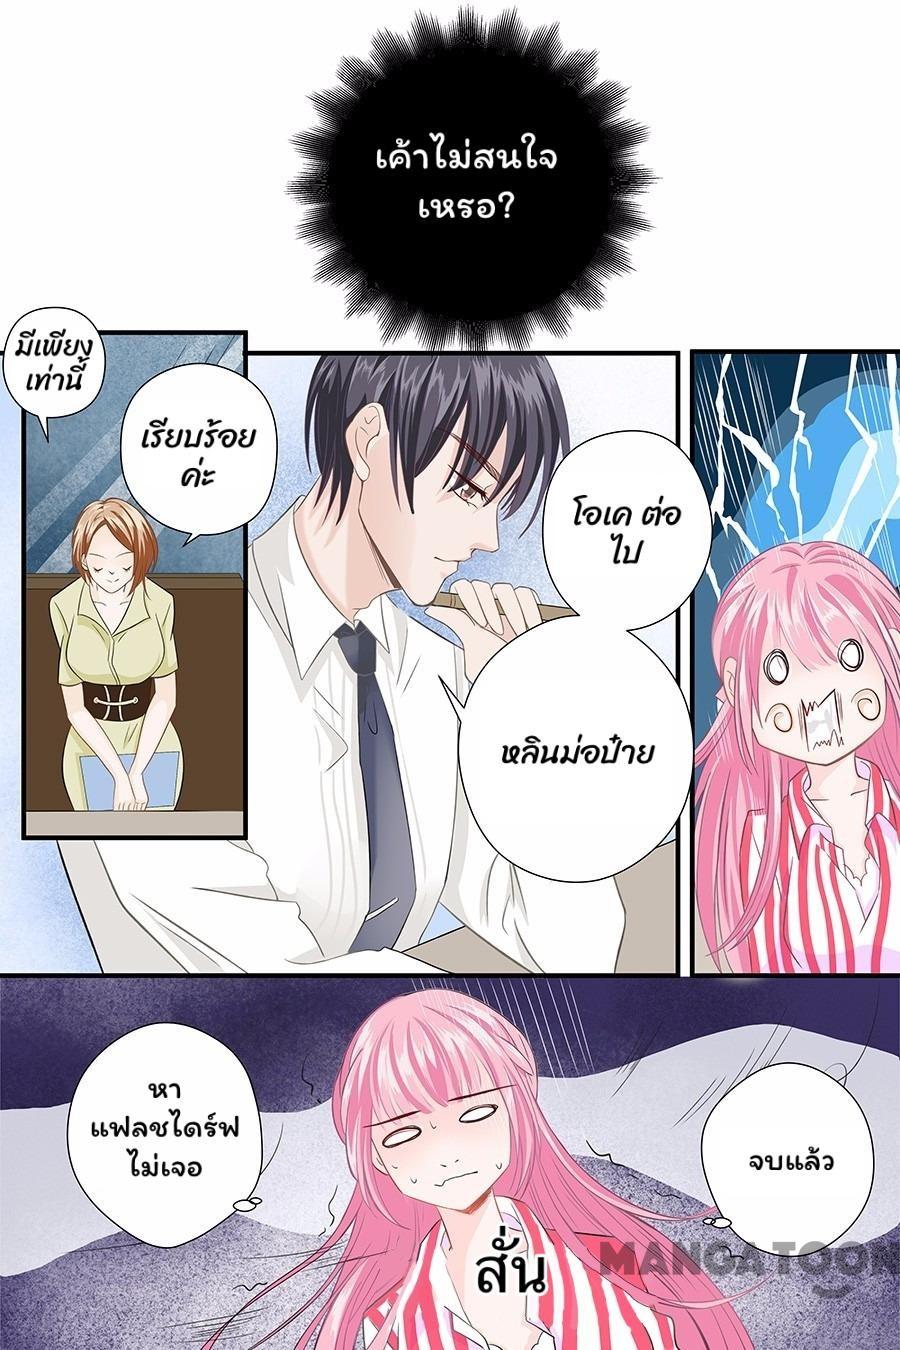 เค้าไม่สนใจ
เหรอ?
มีเพียง
เท่านี้
เรียบร้อย
ค่ะ
โอเค ต่อ
ไป
หลินม่อป๋าย
หา
แฟลชไดร์ฟ
ไม่เจอ
จบแล้ว
สั่น
MANGATOON